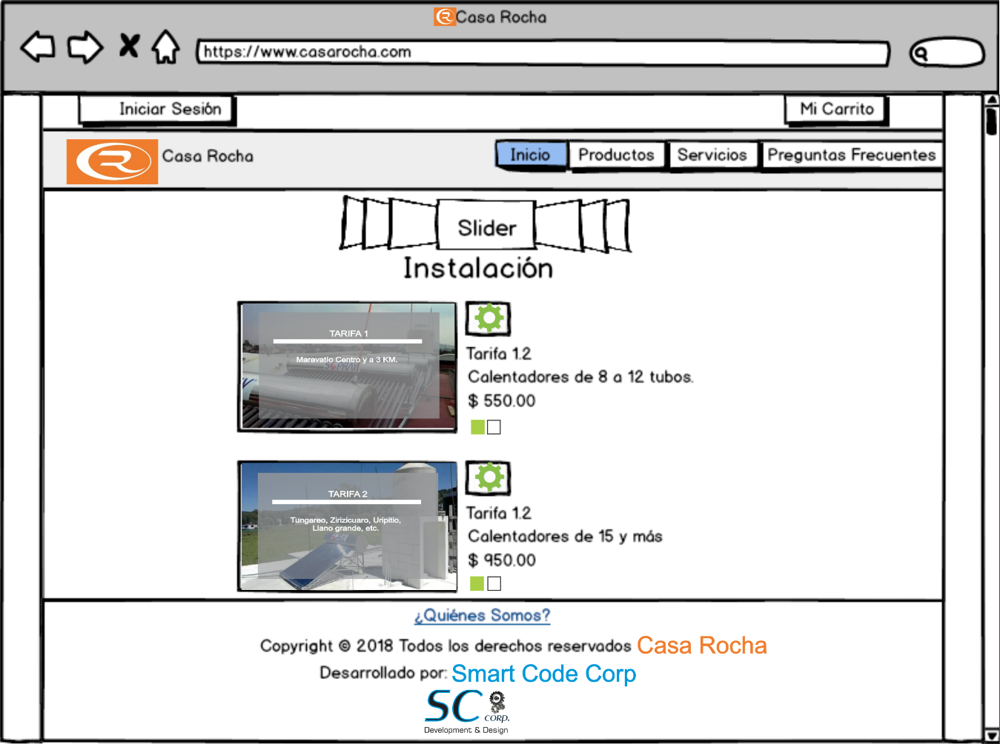 Casa Rocha
https://www.casarocha.com
Iniciar Sesión
Mi Carrito
Casa Rocha
Inicio
Productos
Servicios
Preguntas Frecuentes
Slider
Instalación
TARIFA 1
Maravatio Centro y a 3 KM.
Tarifa 1.2
Calentadores de 8 a 12 tubos.
$ 550.00
TARIFA 2
Tungareo, Zirizicuaro, Uripitio,
Llano grande, etc.
Tarifa 1.2
Calentadores de 15 y más
$ 950.00
¿Quiénes Somos?
Copyright © 2018 Todos los derechos reservados Casa Rocha
Desarrollado por: Smart Code Corp
SC CORP.
Development & Design